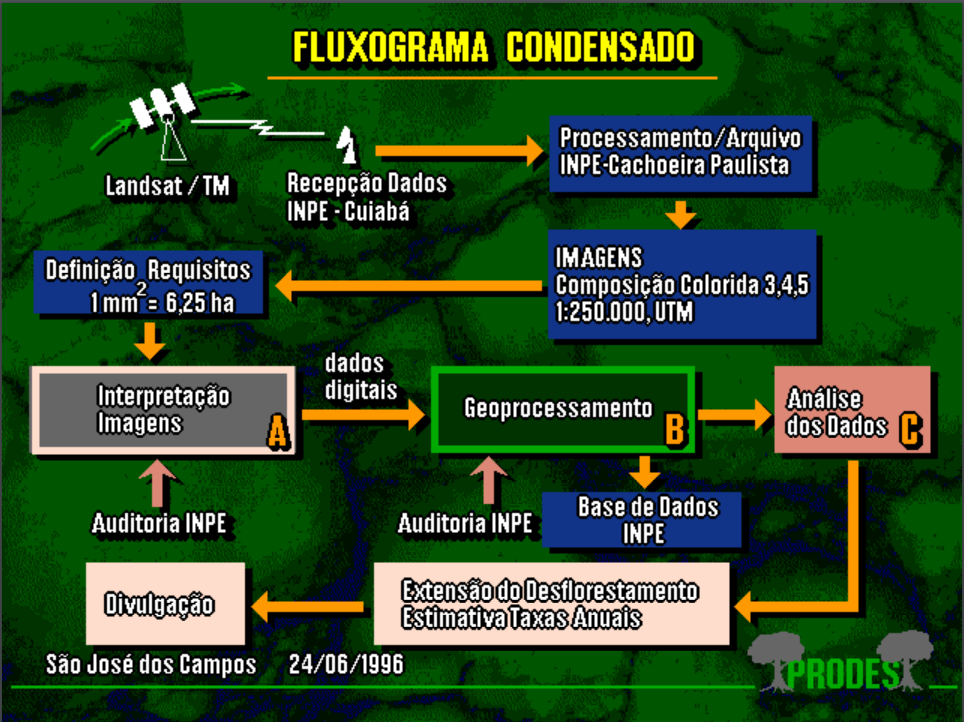 FLUXOGRAMA CONDENSADO
Landsat / TM
Recepção Dados
INPE - Cuiabá
Processamento/Arquivo
INPE-Cachoeira Paulista
IMAGENS
Composição Colorida 3,4,5
1:250.000, UTM
Definição Requisitos
1 mm² = 6,25 ha
Interpretação
Imagens
A
dados
digitais
Geoprocessamento
B
Análise
dos Dados
C
Auditoria INPE
Auditoria INPE
Base de Dados
INPE
Extensão do Desflorestamento
Estimativa Taxas Anuais
Divulgação
São José dos Campos 24/06/1996
PRODES